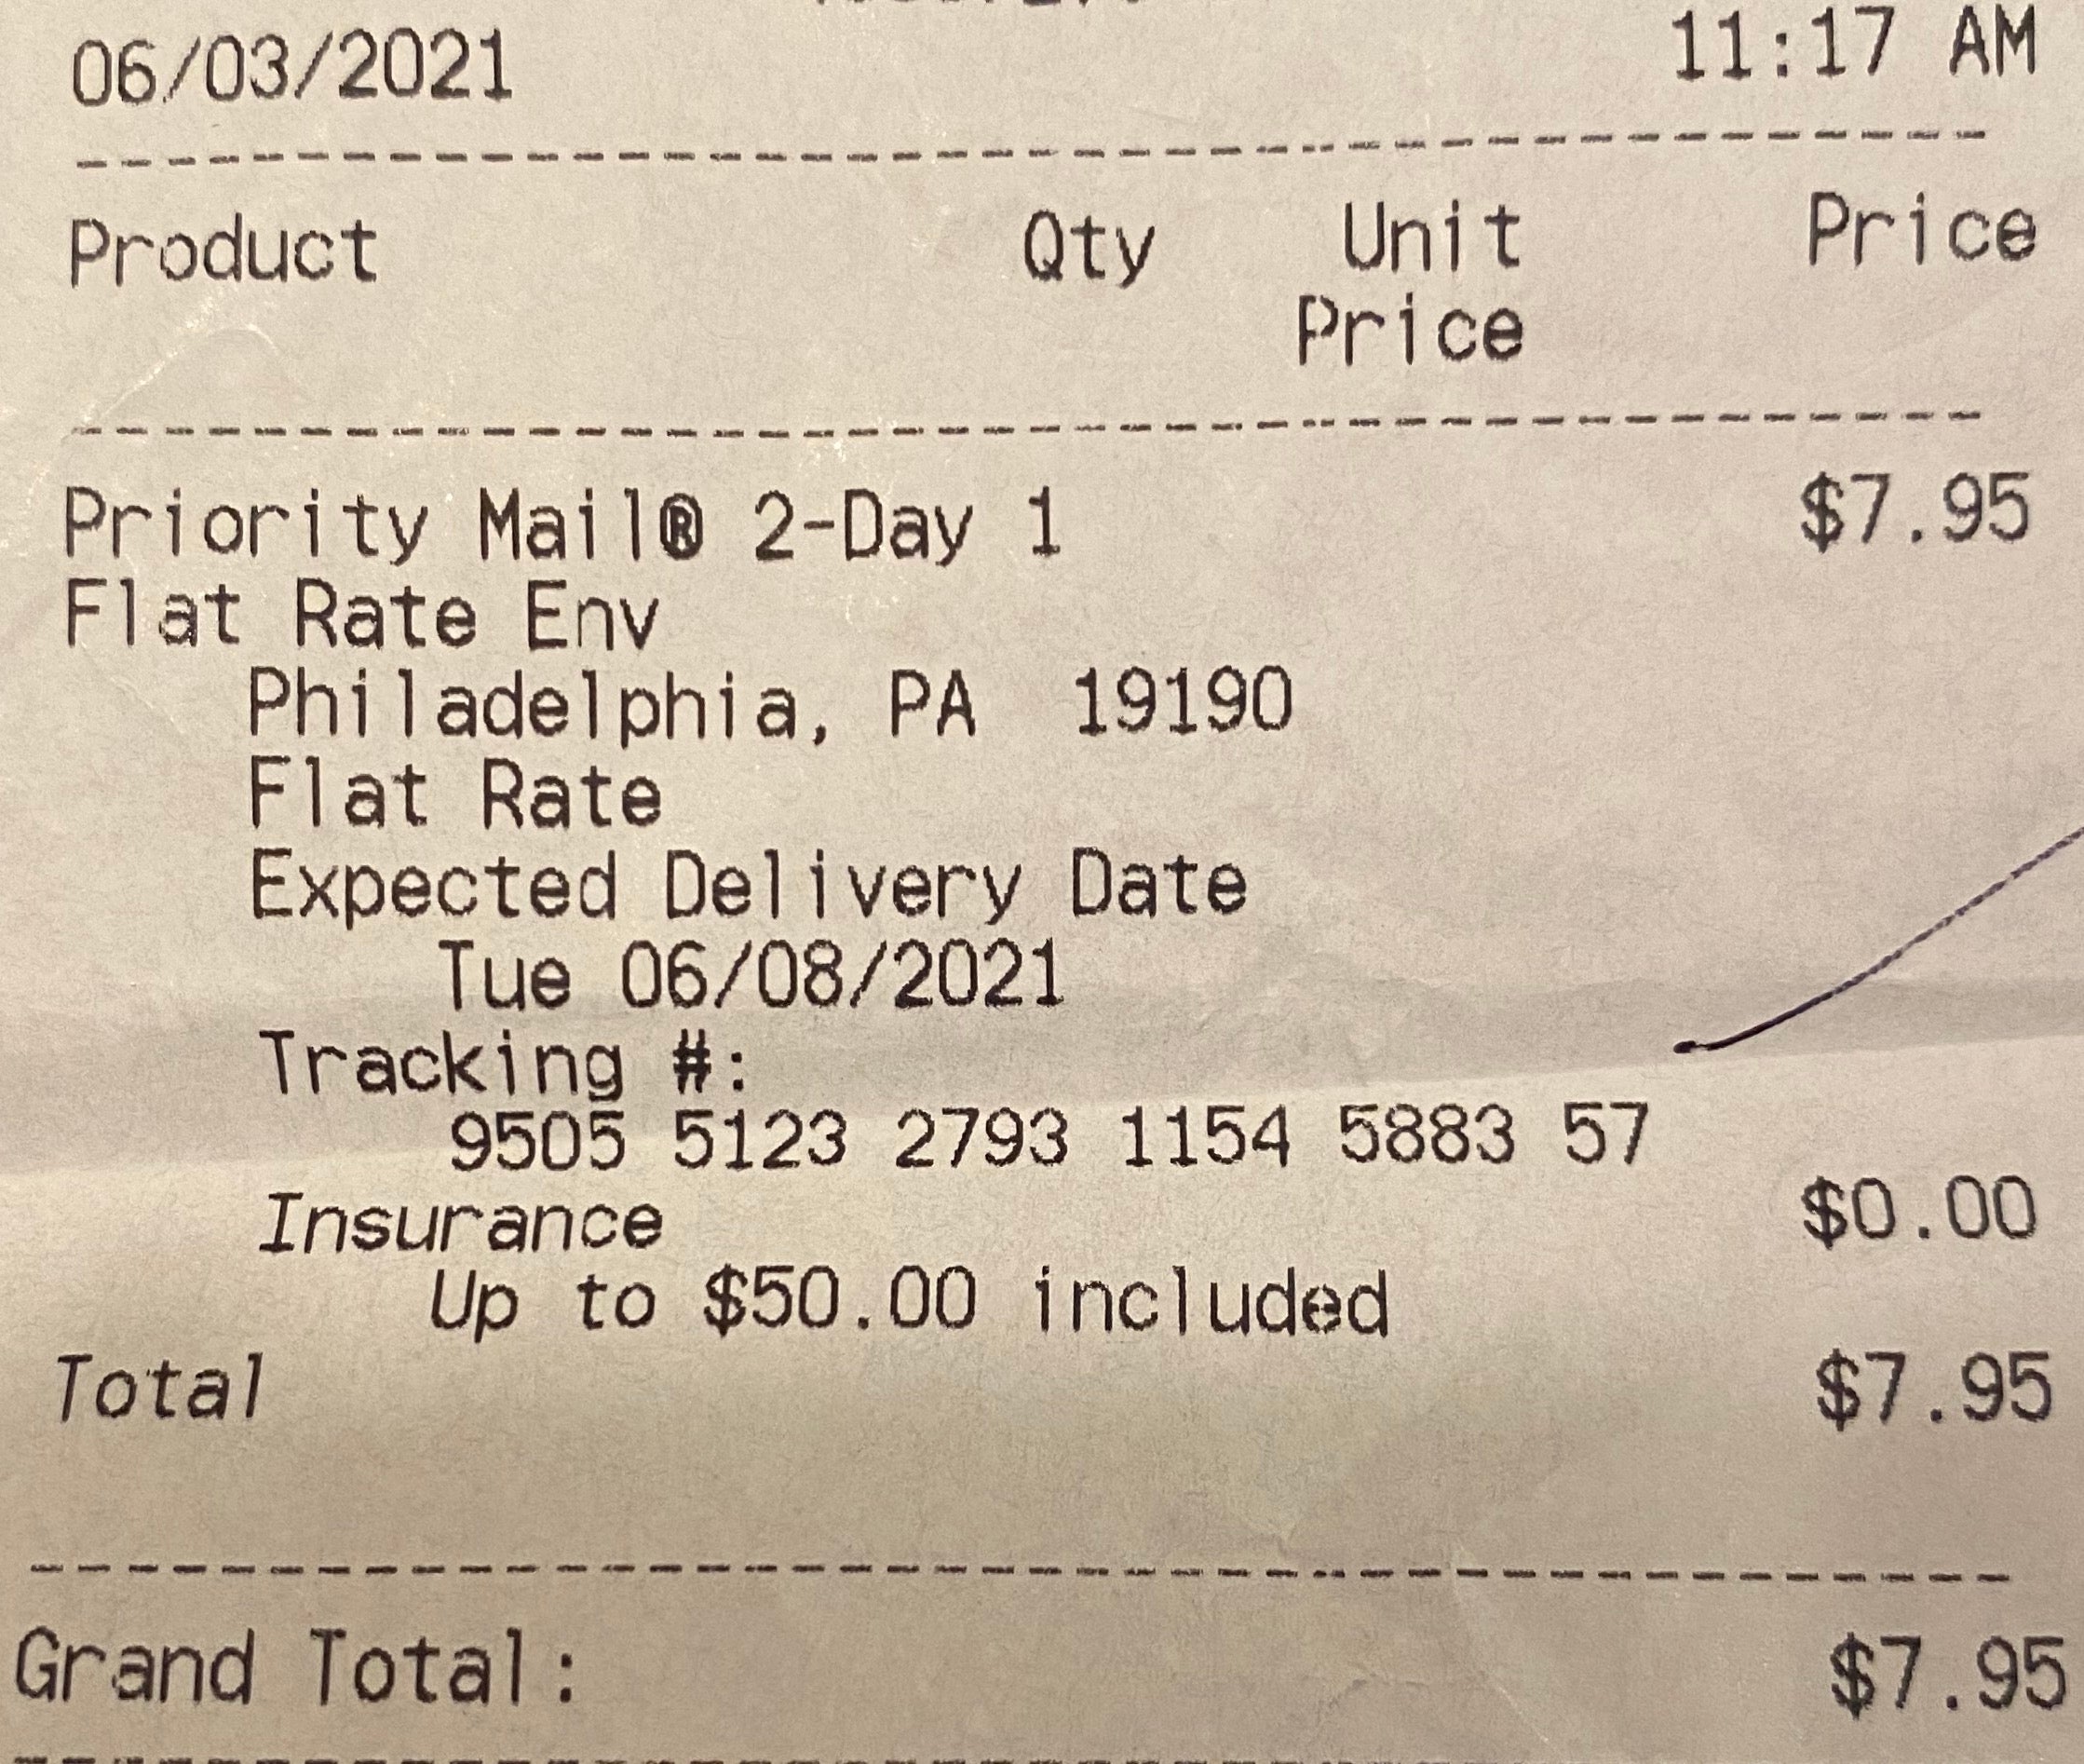 06/03/2021 11:17 AM
Product Qty Unit Price
Price
Priority Mail® 2-Day 1 $7.95
Flat Rate Env
Philadelphia, PA 19190
Flat Rate
Expected Delivery Date
Tue 06/08/2021
Tracking #:
9505 5123 2793 1154 5883 57
Insurance $0.00
Up to $50.00 included
Total $7.95
Grand Total: $7.95